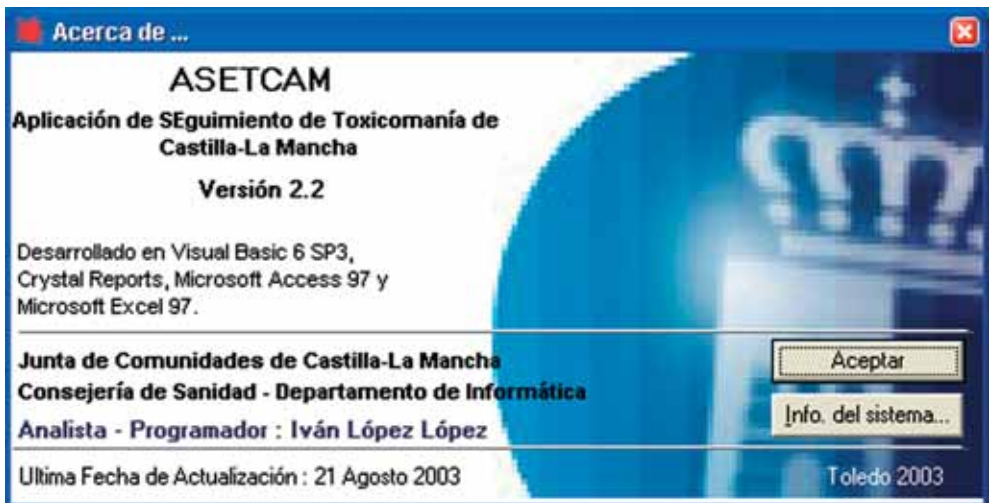 Acerca de ...
ASETCAM
Aplicación de SEguimiento de Toxicomanía de
Castilla-La Mancha
Versión 2.2
Desarrollado en Visual Basic 6 SP3,
Crystal Reports, Microsoft Access 97 y
Microsoft Excel 97.
Junta de Comunidades de Castilla-La Mancha
Consejería de Sanidad - Departamento de Informática
Analista - Programador : Iván López López
Aceptar
Info. del sistema...
Ultima Fecha de Actualización : 21 Agosto 2003
Toledo 2003